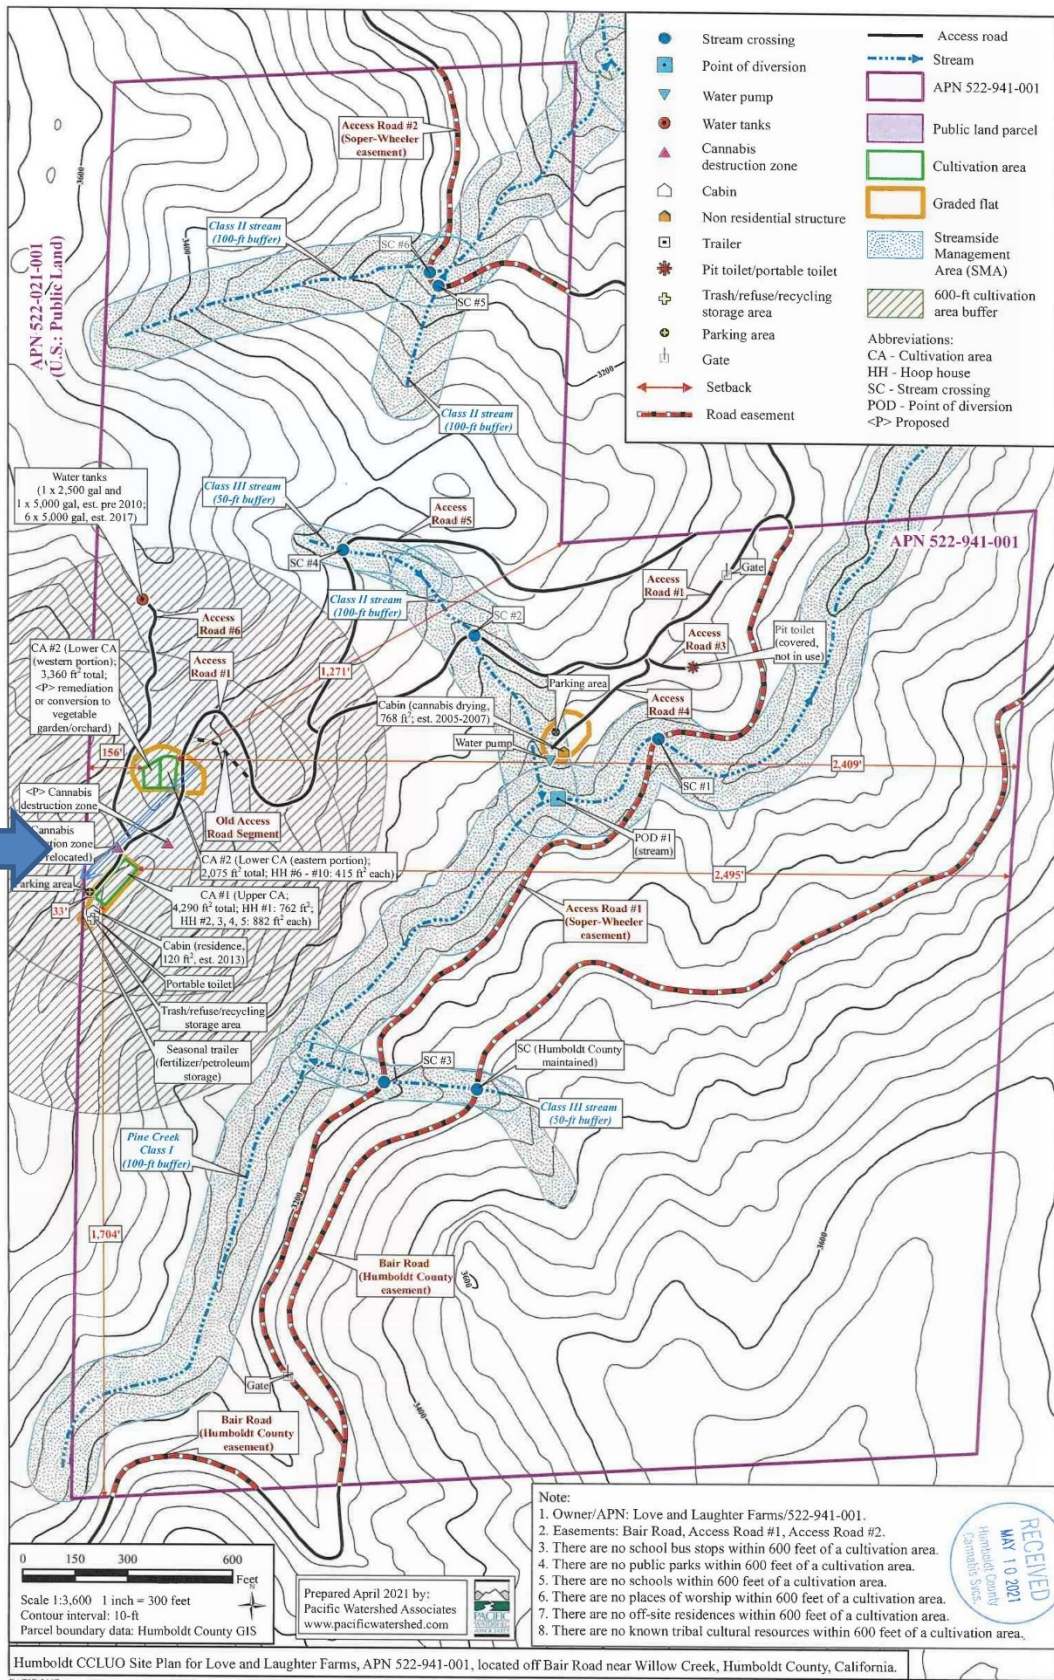 Stream crossing
Point of diversion
Water pump
Water tanks
Cannabis
destruction zone
Cabin
Non residential structure
Trailer
Pit toilet/portable toilet
Trash/refuse/recycling
storage area
Parking area
Gate
Setback
Road easement
Access road
Stream
APN 522-941-001
Public land parcel
Cultivation area
Graded flat
Streamside
Management
Area (SMA)
600-ft cultivation
area buffer
Abbreviations:
CA - Cultivation area
HH - Hoop house
SC - Stream crossing
POD - Point of diversion
<P> Proposed
Access Road #2
(Soper-Wheeler
easement)
3600
3400
Class II stream
(100-ft buffer)
SC #6
SC #5
3200
APN 522-021-001
(U.S.: Public Land)
Class II stream
(100-ft buffer)
Water tanks
(1 x 2,500 gal and
1 x 5,000 gal, est. pre 2010;
6 x 5,000 gal, est. 2017)
Class III stream
(50-ft buffer)
Access
Road #5
SC #4
APN 522-941-001
Gate
Access
Road #1
Class II stream
(100-ft buffer)
SC #2
Access
Road #6
Access
Road #3
Pit toilet
(covered,
not in use)
CA #2 (Lower CA
(western portion);
3,360 ft² total;
<P> remediation
or conversion to
vegetable
garden/orchard)
Access
Road #1
1,271'
Parking area
Cabin (cannabis drying,
768 ft²; est. 2005-2007)
Access
Road #4
Water pump
156'
2,409'
SC #1
<P> Cannabis
destruction zone
Old Access
Road Segment
Cannabis
relocated)
POD #1
(stream)
CA #2 (Lower CA (eastern portion);
2,075 ft² total; HH #6 - #10: 415 ft² each)
2,495'
Parking area
CA #1 (Upper CA;
4,290 ft² total; HH #1: 762 ft²;
HH #2, 3, 4, 5: 882 ft² each)
33'
Access Road #1
(Soper-Wheeler
easement)
Cabin (residence,
120 ft², est. 2013)
Portable toilet
Trash/refuse/recycling
storage area
Seasonal trailer
(fertilizer/petroleum
storage)
SC #3
SC (Humboldt County
maintained)
Class III stream
(50-ft buffer)
Pine Creek
Class I
(100-ft buffer)
3200
1,704'
Bair Road
(Humboldt County
easement)
3600
3600
Gate
3400
Bair Road
(Humboldt County
easement)
0 150 300 600
Feet
Scale 1:3,600 1 inch = 300 feet
Contour interval: 10-ft
Parcel boundary data: Humboldt County GIS
Prepared April 2021 by:
Pacific Watershed Associates
www.pacificwatershed.com
PACIFIC
WATERSHED
ASSOCIATES
Note:
1. Owner/APN: Love and Laughter Farms/522-941-001.
2. Easements: Bair Road, Access Road #1, Access Road #2.
3. There are no school bus stops within 600 feet of a cultivation area.
4. There are no public parks within 600 feet of a cultivation area.
5. There are no schools within 600 feet of a cultivation area.
6. There are no places of worship within 600 feet of a cultivation area.
7. There are no off-site residences within 600 feet of a cultivation area.
8. There are no known tribal cultural resources within 600 feet of a cultivation area.
RECEIVED
MAY 10 2021
Humboldt County
Cannabis Svcs.
Humboldt CCLUO Site Plan for Love and Laughter Farms, APN 522-941-001, located off Bair Road near Willow Creek, Humboldt County, California.